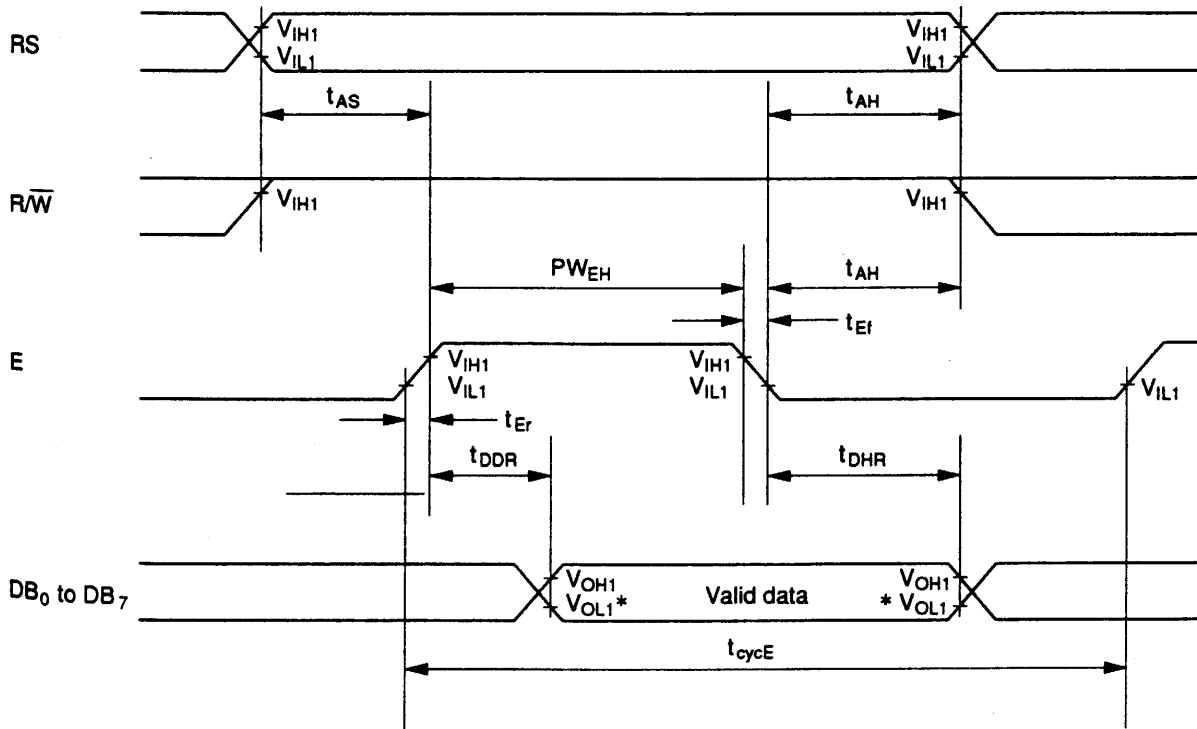 RS
V_IH1
V_IL1
V_IH1
V_IL1
t_AS
t_AH
R/W̅
V_IH1
V_IH1
PW_EH
t_AH
t_Ef
E
V_IH1
V_IL1
V_IH1
V_IL1
V_IL1
t_Er
t_DDR
t_DHR
DB_0 to DB_7
V_OH1
V_OL1*
Valid data
V_OH1
* V_OL1
t_cycE